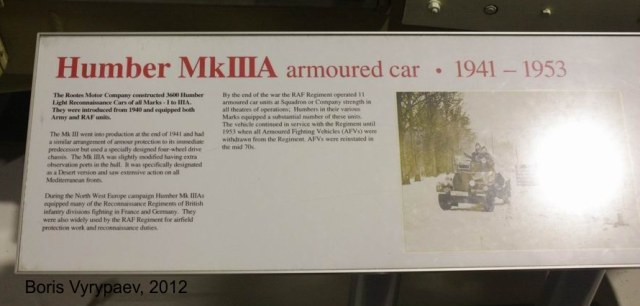 Humber MkIIIA armoured car • 1941 – 1953
The Rootes Motor Company constructed 3600 Humber
Light Reconnaissance Cars of all Marks - I to IIIA.
They were introduced from 1940 and equipped both
Army and RAF units.
The Mk III went into production at the end of 1941 and had
a similar arrangement of armour protection to its immediate
predecessor but used a specially designed four-wheel drive
chassis. The Mk IIIA was slightly modified having extra
observation ports in the hull. It was specifically designated
as a Desert version and saw extensive action on all
Mediterranean fronts.
During the North West Europe campaign Humber Mk IIIAs
equipped many of the Reconnaissance Regiments of British
infantry divisions fighting in France and Germany. They
were also widely used by the RAF Regiment for airfield
protection work and reconnaissance duties.
By the end of the war the RAF Regiment operated 11
armoured car units at Squadron or Company strength in
all theatres of operations; Humbers in their various
Marks equipped a substantial number of these units.
The vehicle continued in service with the Regiment until
1953 when all Armoured Fighting Vehicles (AFVs) were
withdrawn from the Regiment. AFVs were reinstated in
the mid 70s.
Boris Vyrypaev, 2012